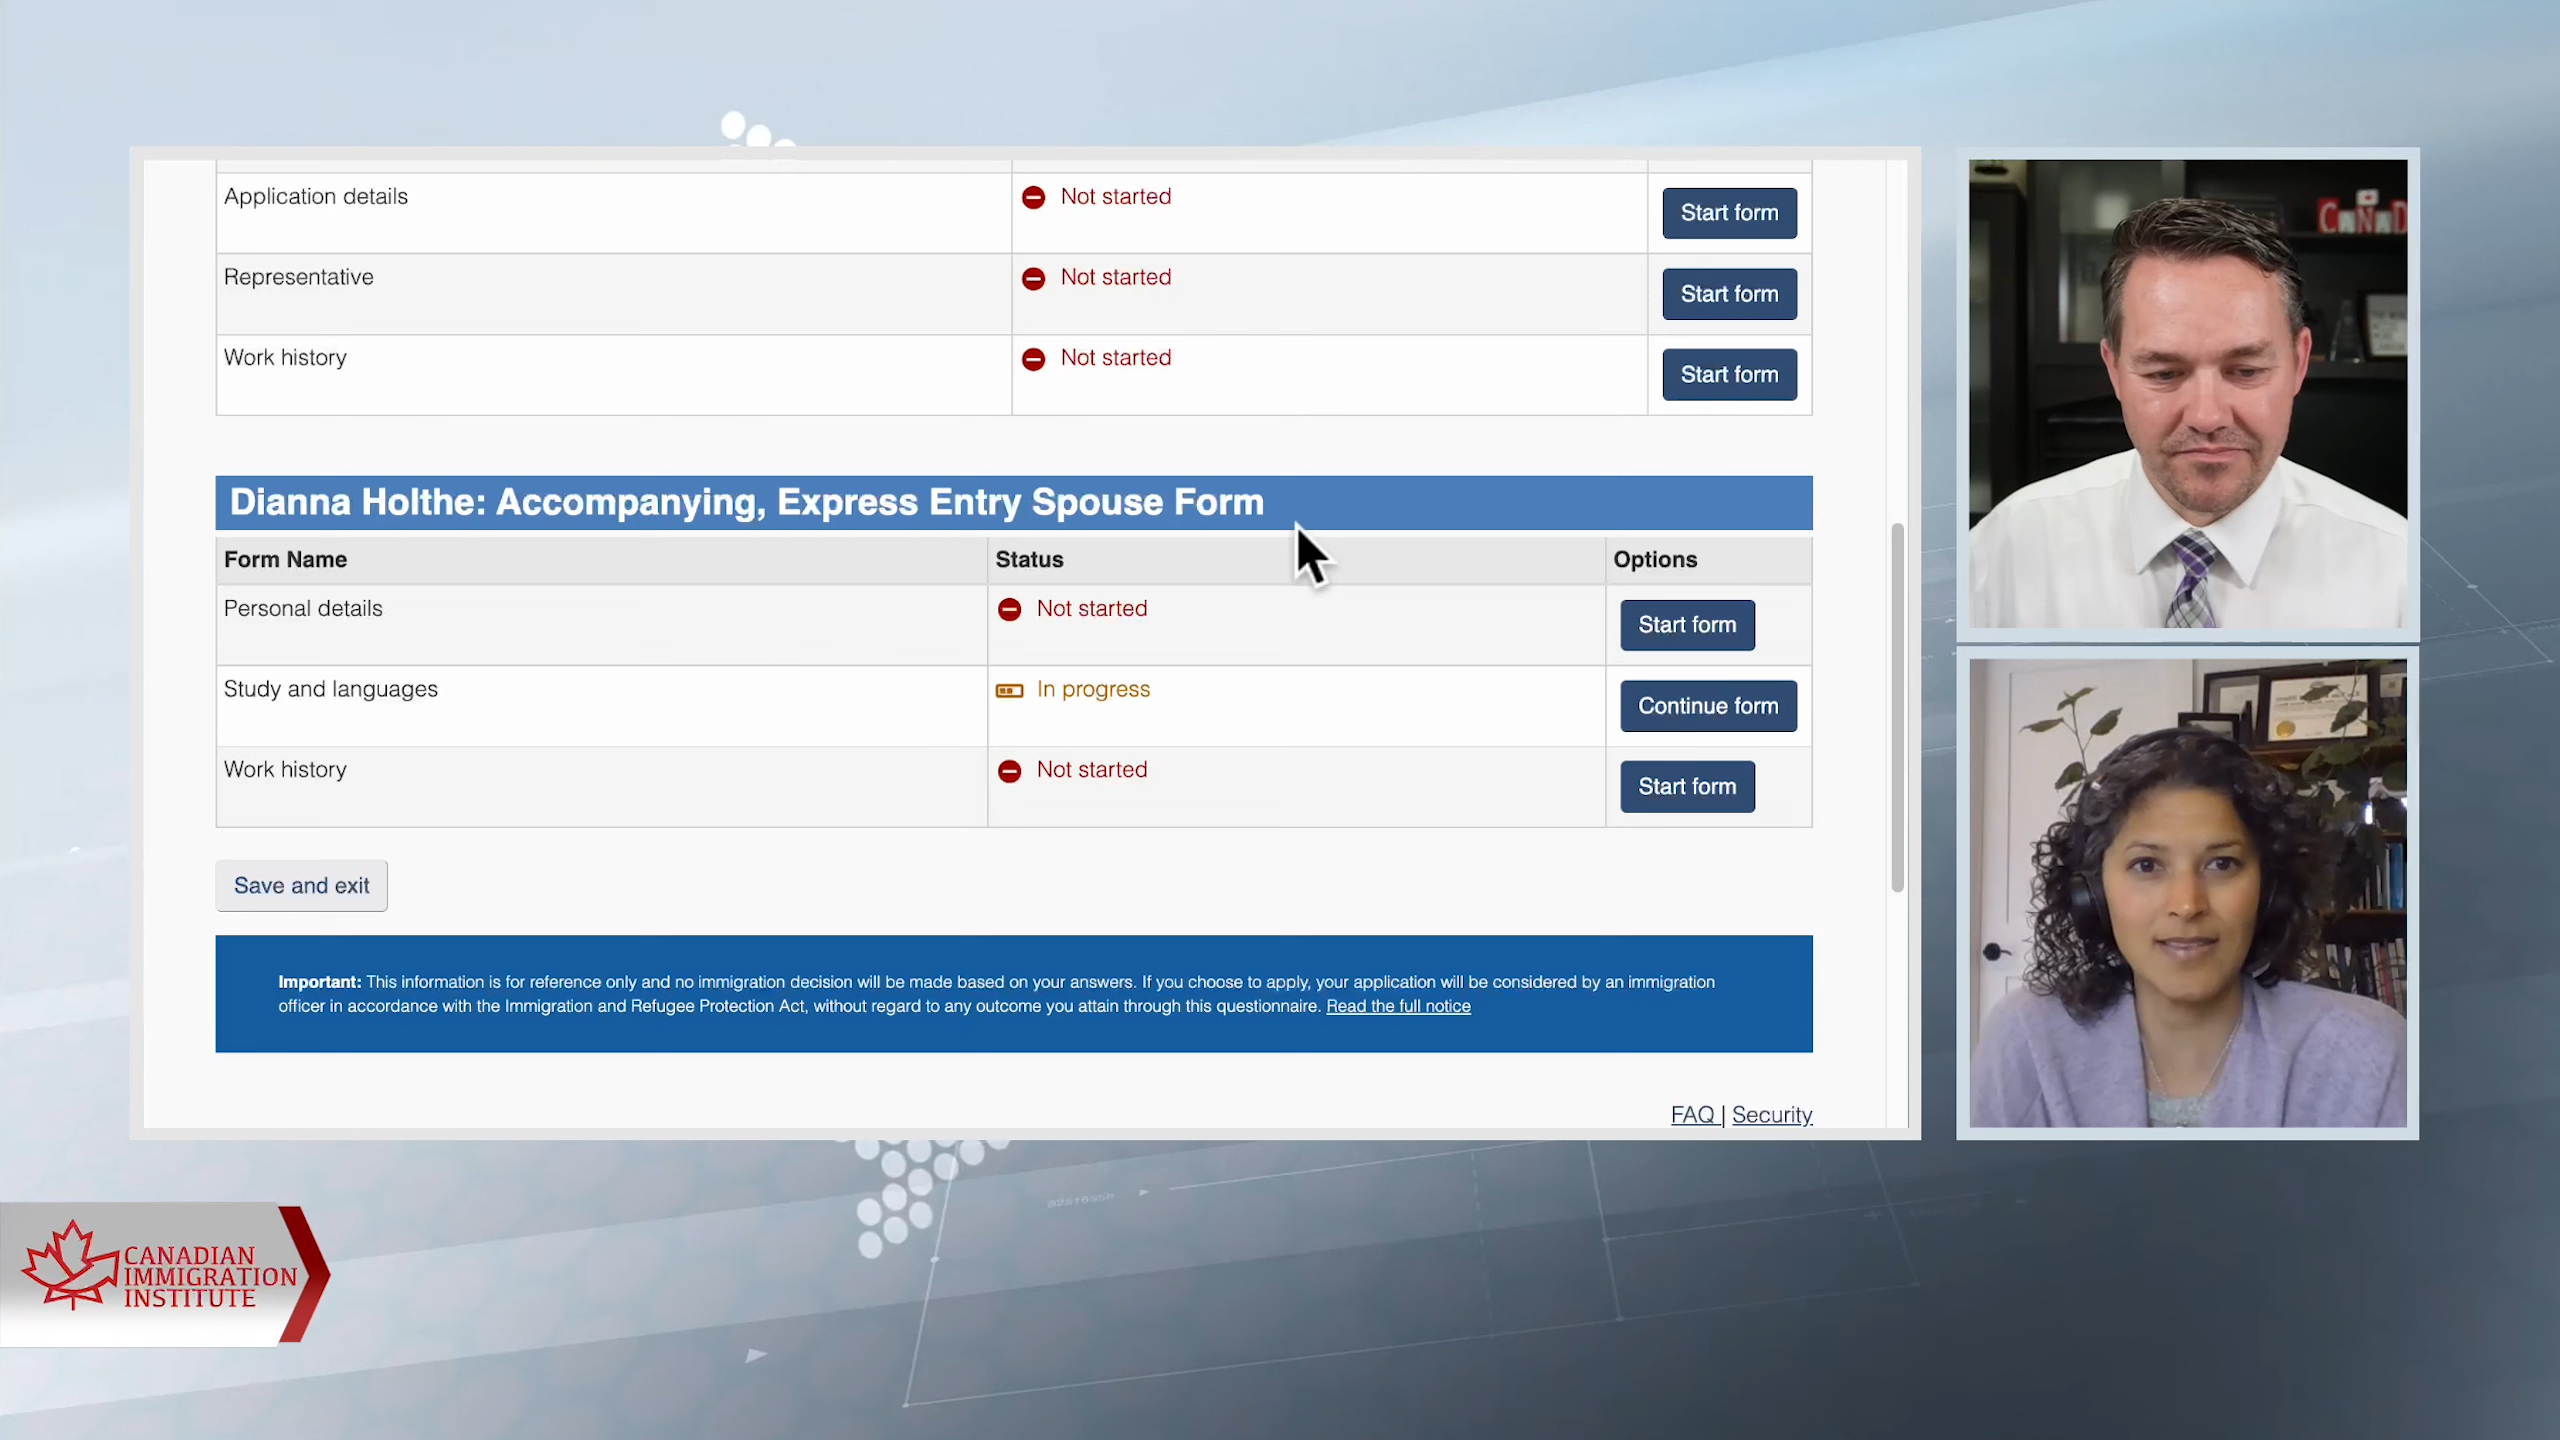 Application details
Not started
Start form
Representative
Not started
Start form
Work history
Not started
Start form
Dianna Holthe: Accompanying, Express Entry Spouse Form
Form Name
Status
Options
Personal details
Not started
Start form
Study and languages
In progress
Continue form
Work history
Not started
Start form
Save and exit
Important: This information is for reference only and no immigration decision will be made based on your answers. If you choose to apply, your application will be considered by an immigration
officer in accordance with the Immigration and Refugee Protection Act, without regard to any outcome you attain through this questionnaire. Read the full notice
FAQ | Security
CANADIAN
IMMIGRATION
INSTITUTE